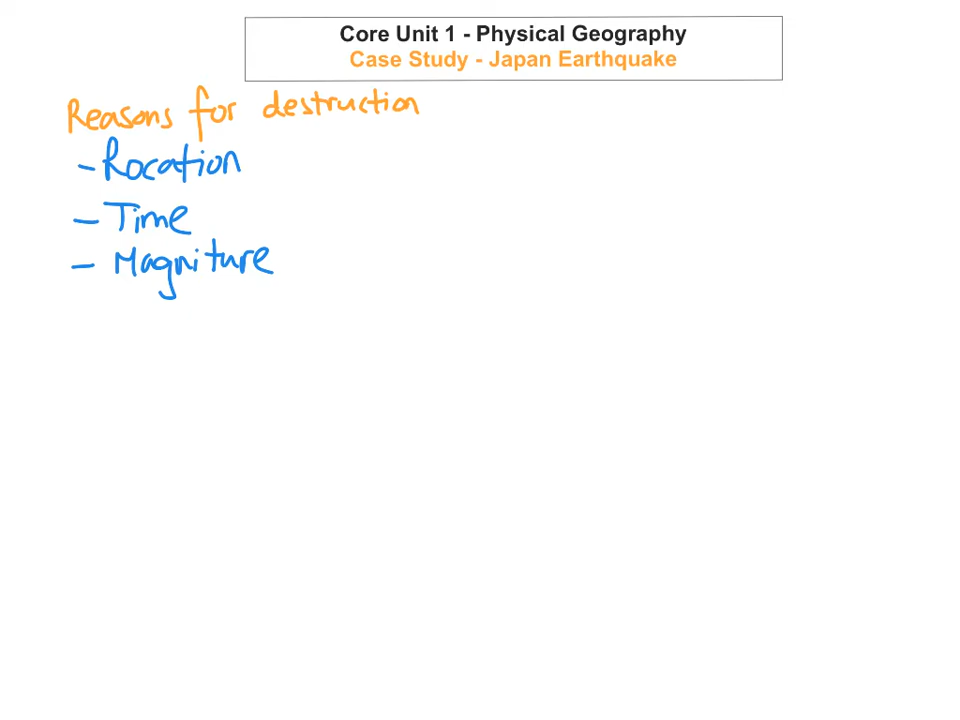 Core Unit 1 - Physical Geography
Case Study - Japan Earthquake
Reasons for destruction
- Rocation
- Time
- Magniture